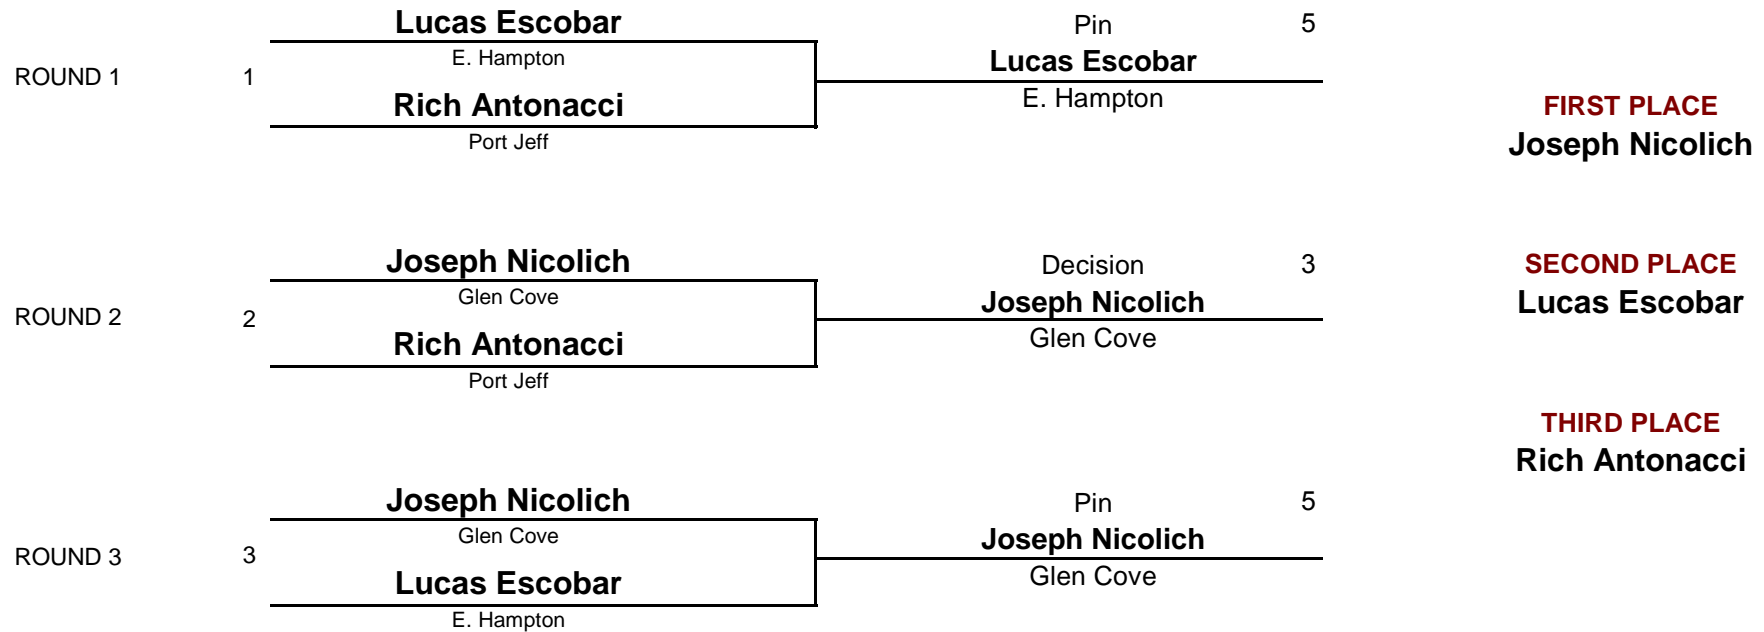 Lucas Escobar
E. Hampton
ROUND 1
1
Rich Antonacci
Port Jeff
Pin
5
Lucas Escobar
E. Hampton
FIRST PLACE
Joseph Nicolich
Joseph Nicolich
Glen Cove
ROUND 2
2
Rich Antonacci
Port Jeff
Decision
3
Joseph Nicolich
Glen Cove
SECOND PLACE
Lucas Escobar
THIRD PLACE
Rich Antonacci
Joseph Nicolich
Glen Cove
ROUND 3
3
Lucas Escobar
E. Hampton
Pin
5
Joseph Nicolich
Glen Cove